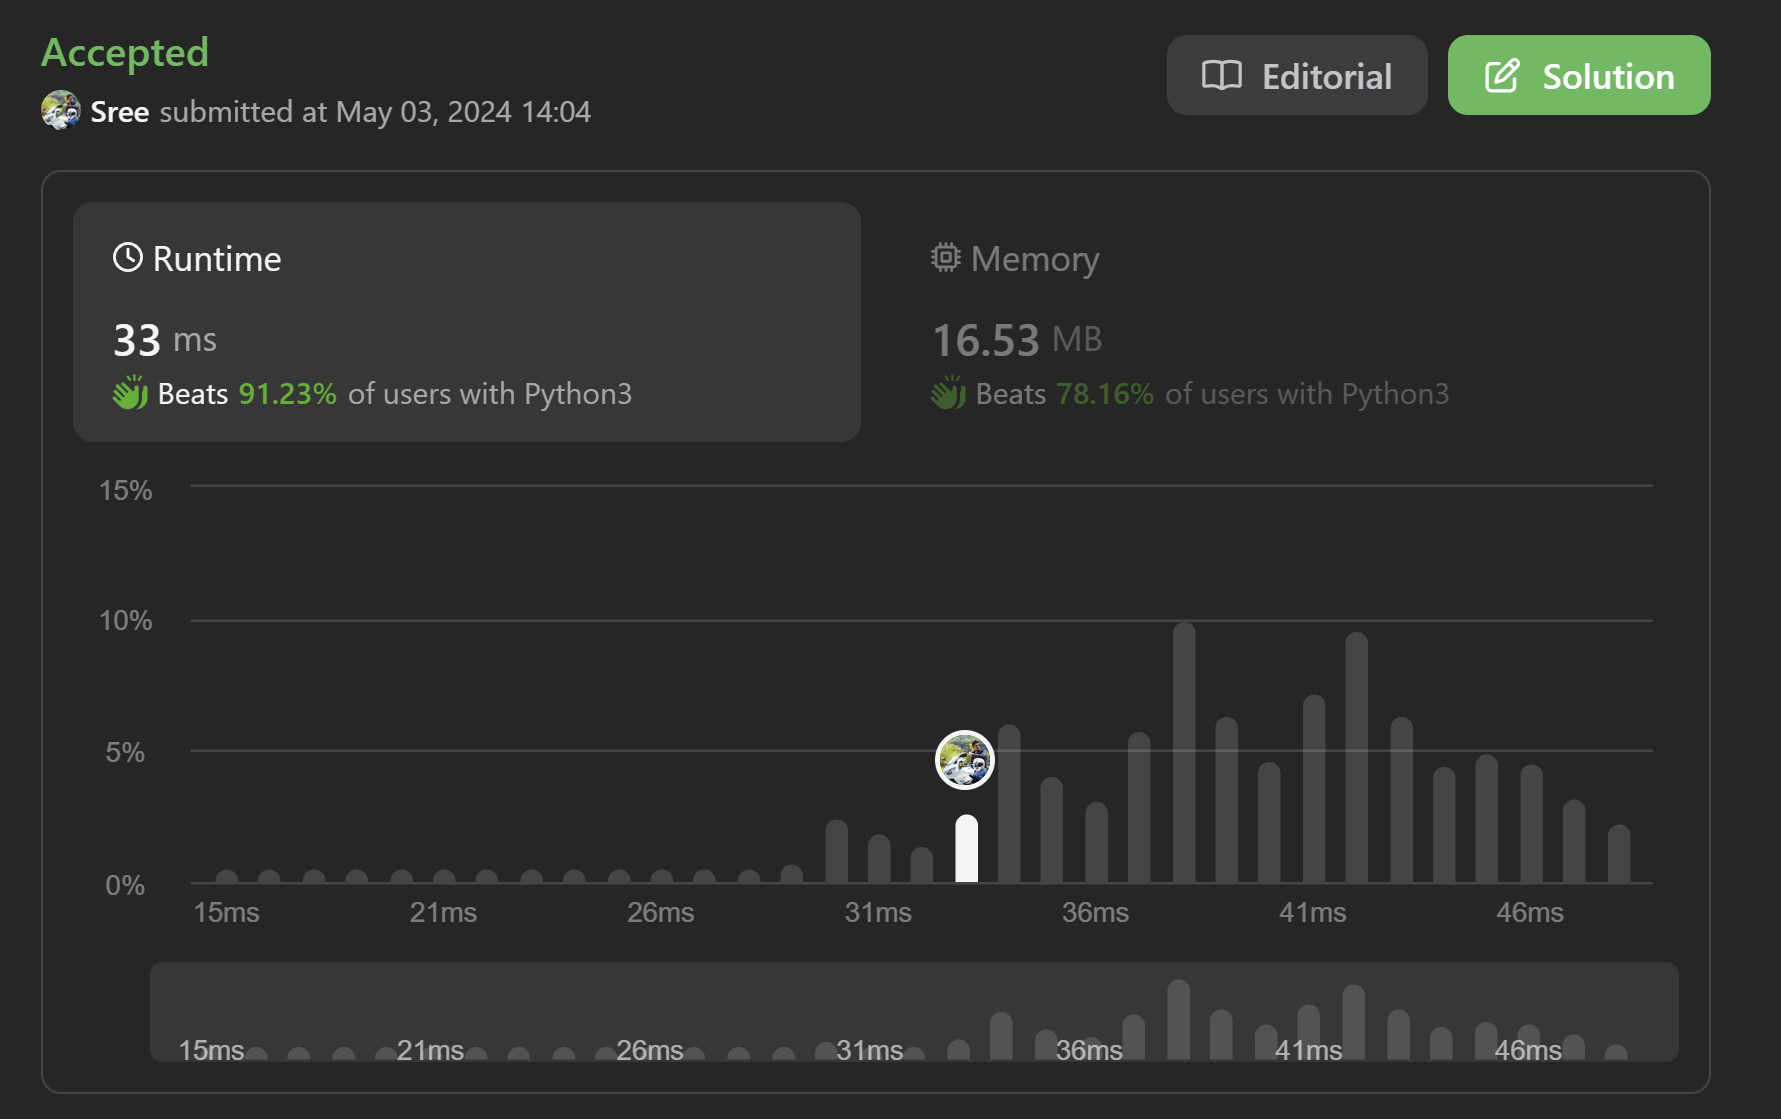 Accepted
Sree submitted at May 03, 2024 14:04
Editorial
Solution
Runtime
33 ms
Beats 91.23% of users with Python3
Memory
16.53 MB
Beats 78.16% of users with Python3
15%
10%
5%
0%
15ms 21ms 26ms 31ms 36ms 41ms 46ms
15ms 21ms 26ms 31ms 36ms 41ms 46ms